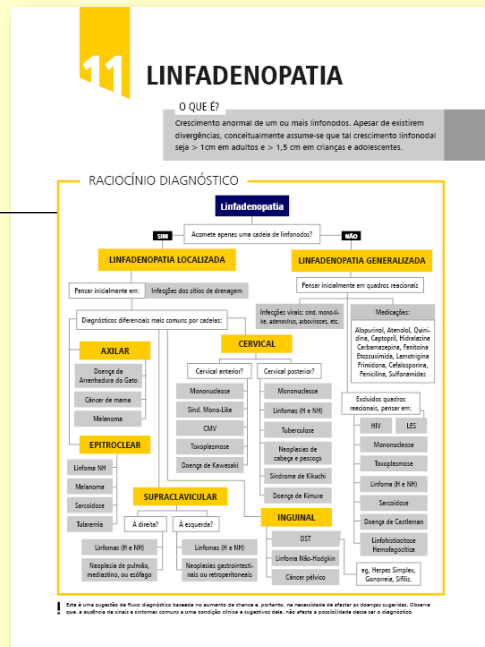 11
LINFADENOPATIA
O QUE É?
Crescimento anormal de um ou mais linfonodos. Apesar de existirem
divergências, conceitualmente assume-se que tal crescimento linfonodal
seja > 1cm em adultos e > 1,5 cm em crianças e adolescentes.
RACIOCÍNIO DIAGNÓSTICO
Linfadenopatia
SIM
Acomete apenas uma cadeia de linfonodos?
NÃO
LINFADENOPATIA LOCALIZADA
LINFADENOPATIA GENERALIZADA
Pensar inicialmente em:
Infecções dos sítios de drenagem
Pensar inicialmente em quadros reacionais
Diagnósticos diferenciais mais comuns por cadeias:
Infecções virais: sínd. mono-li-
ke, adenovírus, arboviroses, etc.
Medicações:
Alopurinol, Atenolol, Quini-
dina, Captopril, Hidralazina
Carbamazepina, Fenitoína
Etossuximida, Lamotrigina
Primidona, Cefalosporina,
Penicilina, Sulfonamidas
AXILAR
Doença da
Arranhadura do Gato
Câncer de mama
Melanoma
CERVICAL
Cervical anterior?
Cervical posterior?
Mononucleose
Sínd. Mono-Like
CMV
Toxoplasmose
Doença de Kawasaki
Mononucleose
Linfomas (H e NH)
Tuberculose
Neoplasias de
cabeça e pescoço
Síndrome de Kikuchi
Doença de Kimura
Excluídos quadros
reacionais, pensar em:
HIV
LES
Mononucleose
Toxoplasmose
Linfoma (H e NH)
Sarcoidose
Doença de Castleman
Linfohistiocitose
Hemofagocítica
EPITROCLEAR
Linfoma NH
Melanoma
Sarcoidose
Tularemia
SUPRACLAVICULAR
À direita?
À esquerda?
Linfomas (H e NH)
Neoplasia de pulmão,
mediastino, ou esôfago
Linfomas (H e NH)
Neoplasias gastrointesti-
nais ou retroperitoneais
INGUINAL
DST
Linfoma Não-Hodgkin
Câncer pélvico
eg, Herpes Simplex,
Gonorreia, Sífilis.
! Esta é uma sugestão de fluxo diagnóstico baseada no aumento de chance e, portanto, na necessidade de afastar as doenças sugeridas. Observe
que, a ausência de sinais e sintomas comuns a uma condição clínica e sugestivos dela, não afasta a possibilidade desse ser o diagnóstico.